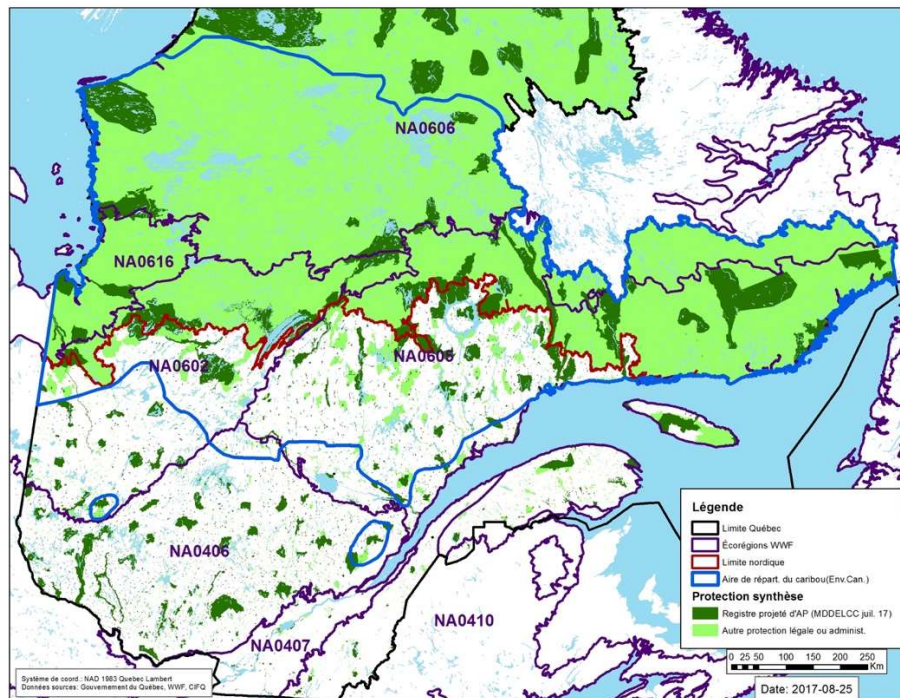 NA0606
NA0616
NA0602
NA0605
NA0406
NA0407
NA0410
Légende
Limite Québec
Écorégions WWF
Limite nordique
Aire de répart. du caribou(Env.Can.)
Protection synthèse
Registre projeté d'AP (MDDELCC juil. 17)
Autre protection légale ou administ.
0 25 50 100 150 200 250
Km
Système de coord.: NAD 1983 Quebec Lambert
Données sources: Gouvernement du Québec, WWF, CIFQ
Date: 2017-08-25